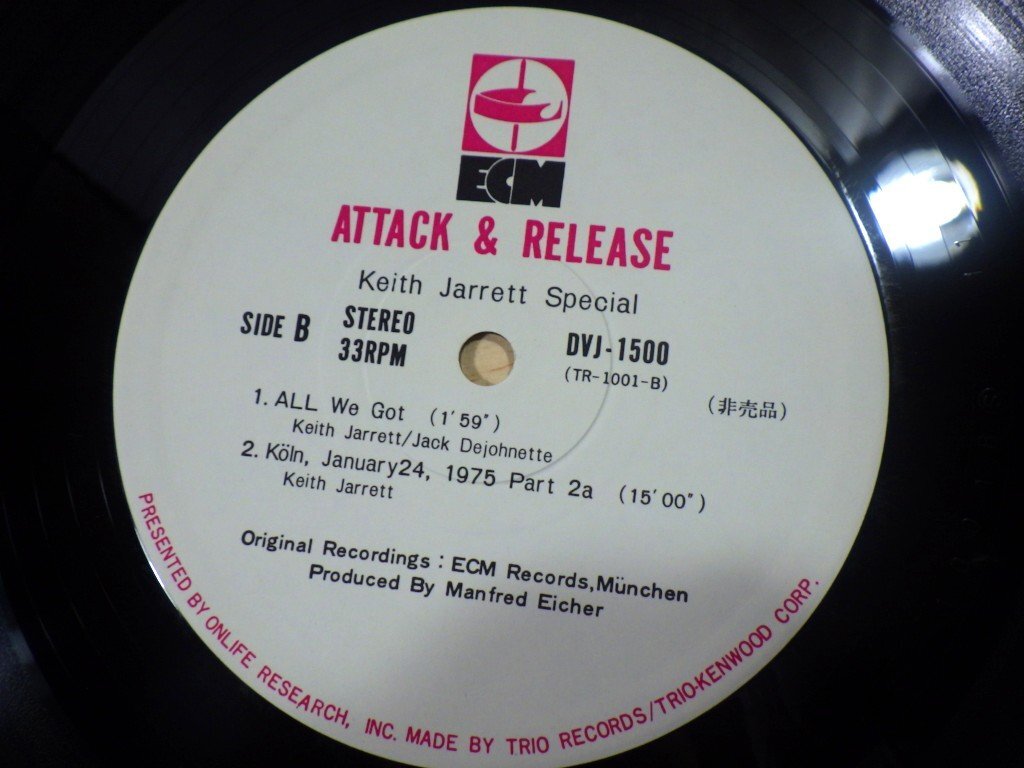 ECM
ATTACK & RELEASE
Keith Jarrett Special
SIDE B
STEREO
33RPM
DVJ-1500
(TR-1001-B)
(非売品)
1. ALL We Got (1'59")
Keith Jarrett/Jack Dejohnette
2. Köln, January24, 1975 Part 2a (15'00")
Keith Jarrett
Original Recordings : ECM Records,München
Produced By Manfred Eicher
PRESENTED BY ONLIFE RESEARCH, INC. MADE BY TRIO RECORDS/TRIO-KENWOOD CORP.